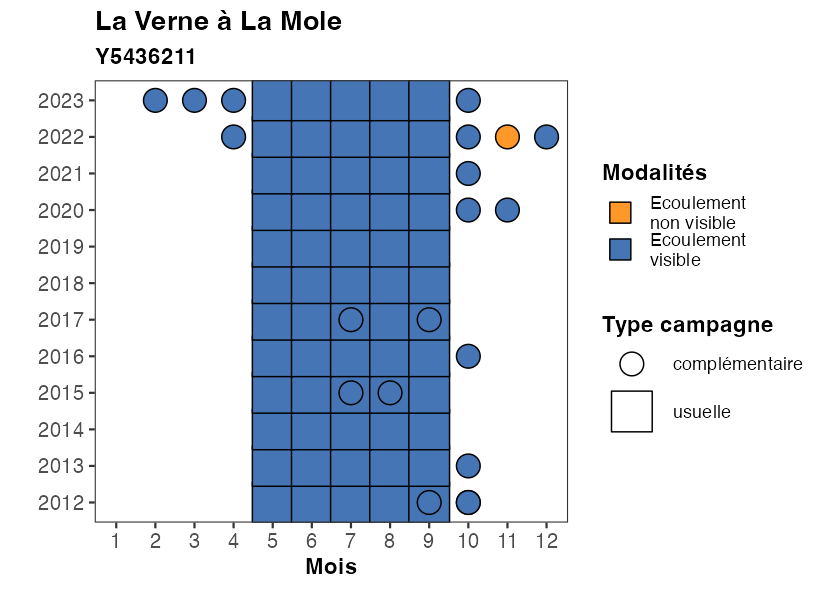 La Verne à La Mole
Y5436211
2023
2022
2021
2020
2019
2018
2017
2016
2015
2014
2013
2012
1 2 3 4 5 6 7 8 9 10 11 12
Mois
Modalités
Ecoulement
non visible
Ecoulement
visible
Type campagne
complémentaire
usuelle